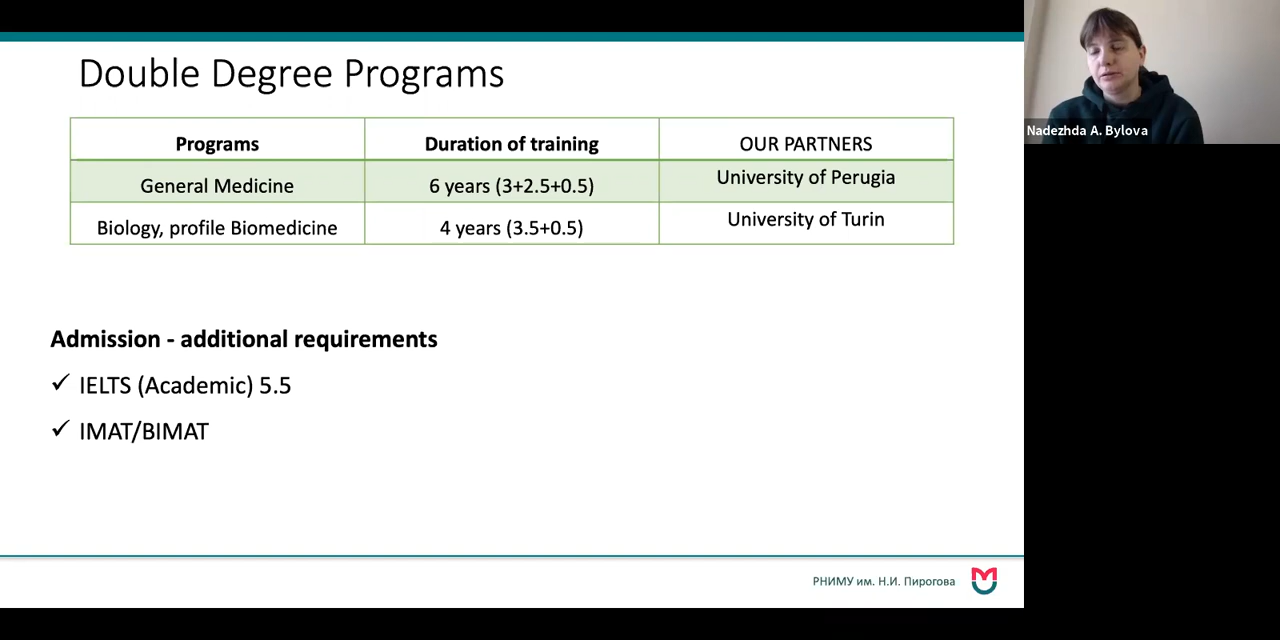 Double Degree Programs
Programs
Duration of training
OUR PARTNERS
General Medicine
6 years (3+2.5+0.5)
University of Perugia
Biology, profile Biomedicine
4 years (3.5+0.5)
University of Turin
Admission - additional requirements
✓ IELTS (Academic) 5.5
✓ IMAT/BIMAT
РНИМУ им. Н.И. Пирогова
Nadezhda A. Bylova